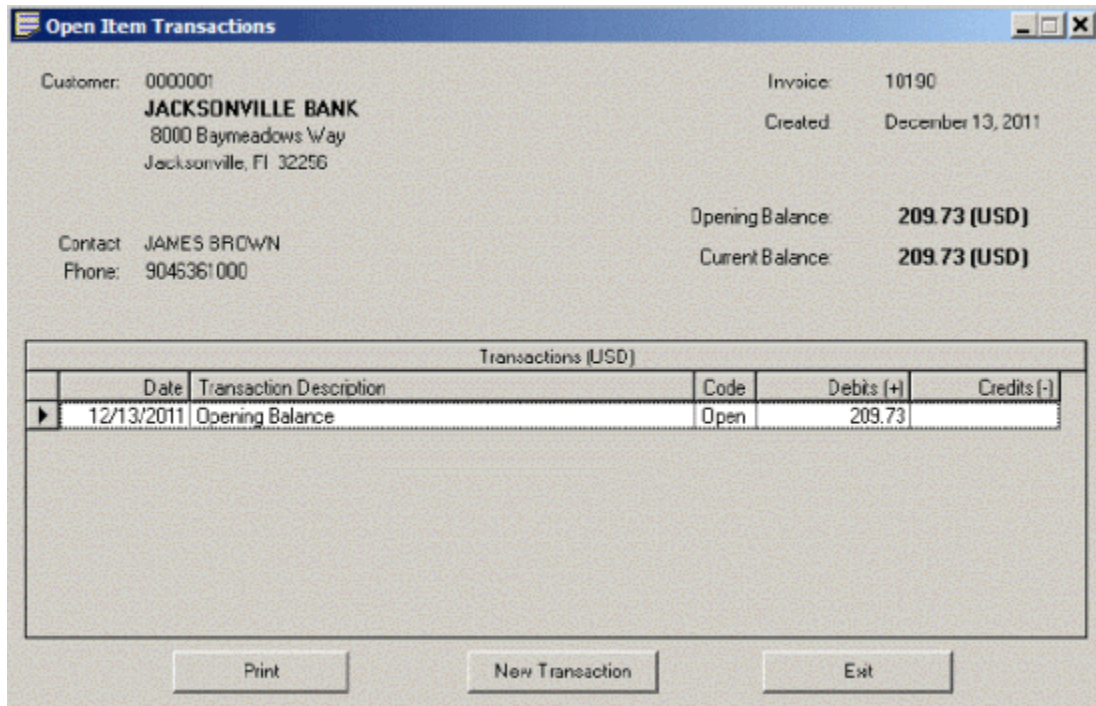 Open Item Transactions
Customer: 0000001
JACKSONVILLE BANK
8000 Baymeadows Way
Jacksonville, Fl 32256
Contact JAMES BROWN
Phone: 9046361000
Invoice: 10190
Created: December 13, 2011
Opening Balance: 209.73 (USD)
Current Balance: 209.73 (USD)
Transactions (USD)
Date Transaction Description Code Debits (+) Credits (-)
12/13/2011 Opening Balance Open 209.73
Print New Transaction Exit